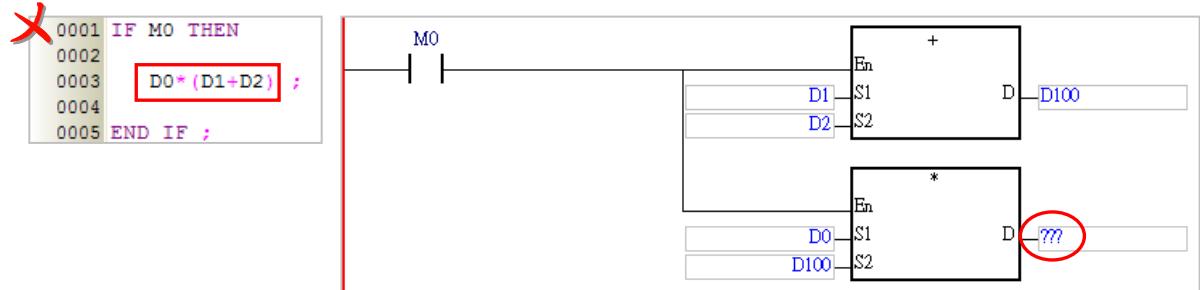 0001 IF M0 THEN
0002
0003 D0*(D1+D2) ;
0004
0005 END IF ;
M0
+
En
D1 S1 D D100
D2 S2
*
En
D0 S1 D ???
D100 S2